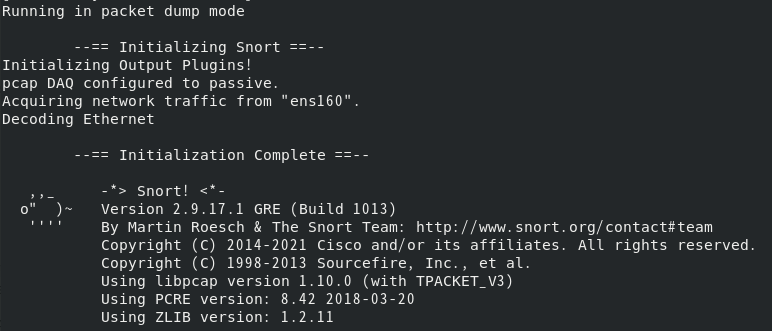 Running in packet dump mode
--== Initializing Snort ==--
Initializing Output Plugins!
pcap DAQ configured to passive.
Acquiring network traffic from "ens160".
Decoding Ethernet
--== Initialization Complete ==--
,,_     -*> Snort! <*-
o"  )~   Version 2.9.17.1 GRE (Build 1013)
''''    By Martin Roesch & The Snort Team: http://www.snort.org/contact#team
Copyright (C) 2014-2021 Cisco and/or its affiliates. All rights reserved.
Copyright (C) 1998-2013 Sourcefire, Inc., et al.
Using libpcap version 1.10.0 (with TPACKET_V3)
Using PCRE version: 8.42 2018-03-20
Using ZLIB version: 1.2.11